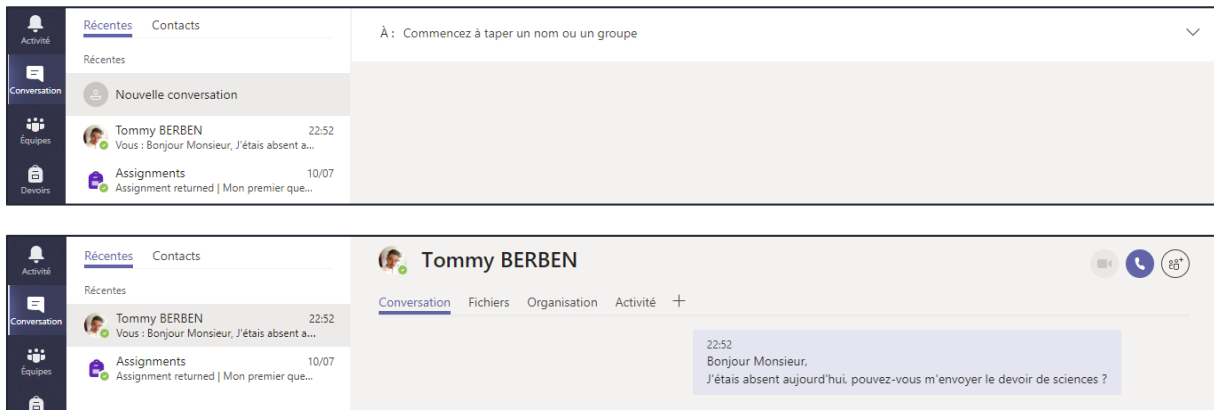 Activité
Récentes Contacts
À : Commencez à taper un nom ou un groupe
Récentes
Conversation
Nouvelle conversation
Équipes
Tommy BERBEN 22:52
Vous : Bonjour Monsieur, J'étais absent a...
Devoirs
Assignments 10/07
Assignment returned | Mon premier que...
Activité
Récentes Contacts
Tommy BERBEN
Récentes
Conversation Fichiers Organisation Activité +
Conversation
Tommy BERBEN 22:52
Vous : Bonjour Monsieur, J'étais absent a...
Équipes
Assignments 10/07
Assignment returned | Mon premier que...
22:52
Bonjour Monsieur,
J'étais absent aujourd'hui, pouvez-vous m'envoyer le devoir de sciences ?